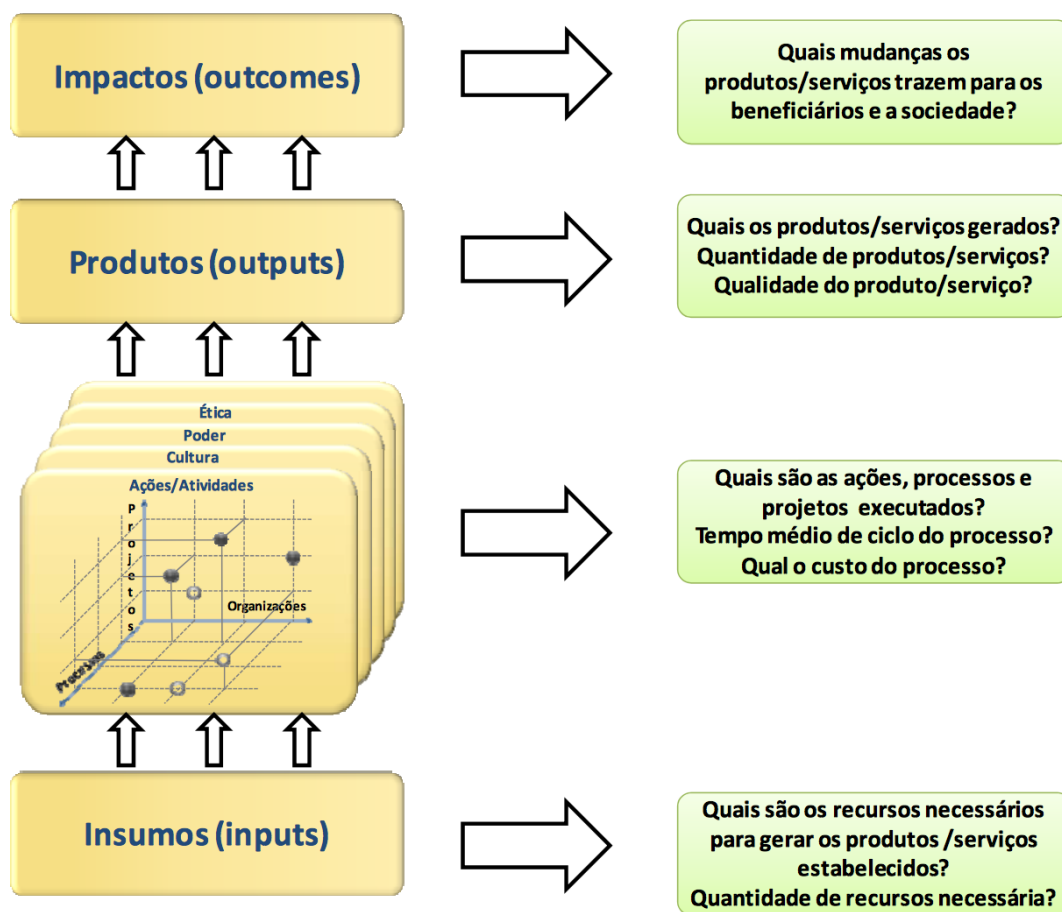 Impactos (outcomes)
Quais mudanças os
produtos/serviços trazem para os
beneficiários e a sociedade?
Produtos (outputs)
Quais os produtos/serviços gerados?
Quantidade de produtos/serviços?
Qualidade do produto/serviço?
Ética
Poder
Cultura
Ações/Atividades
Projetos
Organizações
Processos
Quais são as ações, processos e
projetos executados?
Tempo médio de ciclo do processo?
Qual o custo do processo?
Insumos (inputs)
Quais são os recursos necessários
para gerar os produtos /serviços
estabelecidos?
Quantidade de recursos necessária?